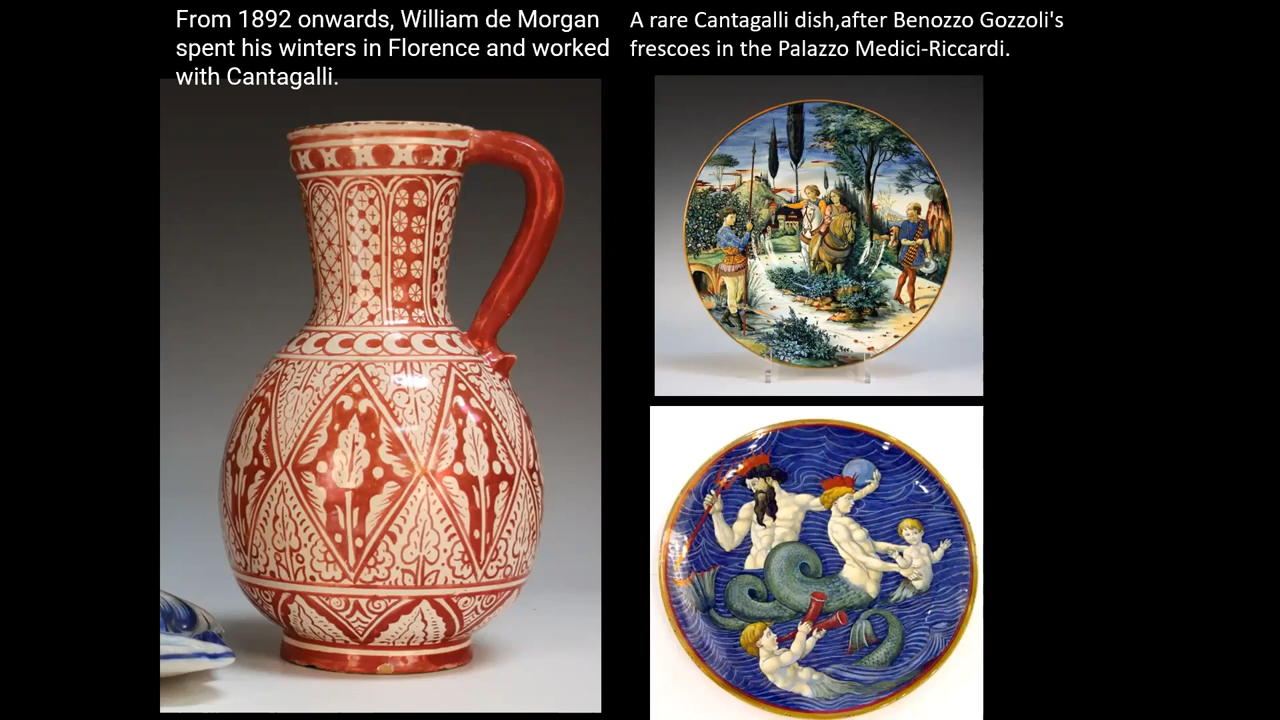 From 1892 onwards, William de Morgan
spent his winters in Florence and worked
with Cantagalli.
A rare Cantagalli dish,after Benozzo Gozzoli's
frescoes in the Palazzo Medici-Riccardi.